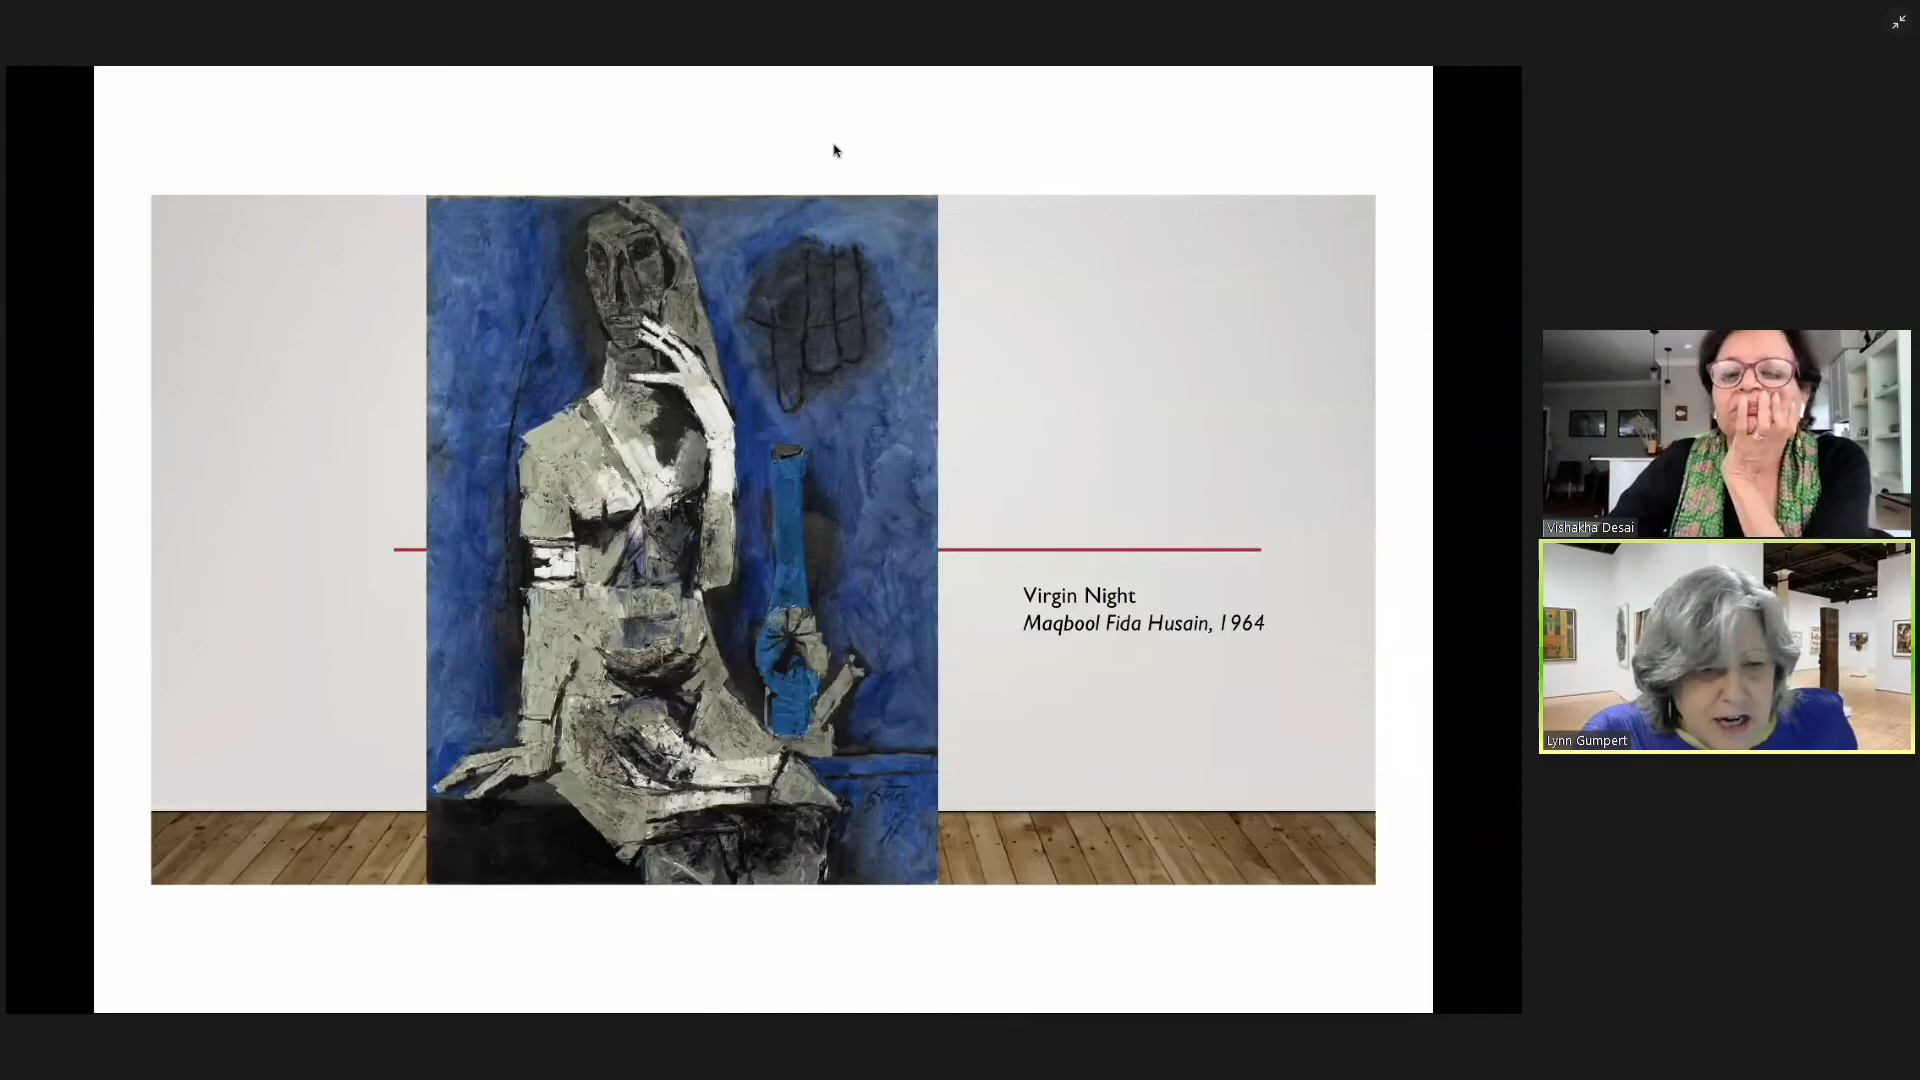 Virgin Night
Maqbool Fida Husain, 1964
Vishakha Desai
Lynn Gumpert